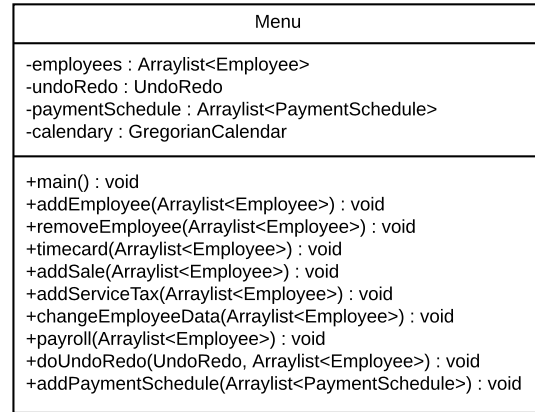 Menu
-employees : Arraylist<Employee>
-undoRedo : UndoRedo
-paymentSchedule : Arraylist<PaymentSchedule>
-calendary : GregorianCalendar
+main() : void
+addEmployee(Arraylist<Employee>) : void
+removeEmployee(Arraylist<Employee>) : void
+timecard(Arraylist<Employee>) : void
+addSale(Arraylist<Employee>) : void
+addServiceTax(Arraylist<Employee>) : void
+changeEmployeeData(Arraylist<Employee>) : void
+payroll(Arraylist<Employee>) : void
+doUndoRedo(UndoRedo, Arraylist<Employee>) : void
+addPaymentSchedule(Arraylist<PaymentSchedule>) : void